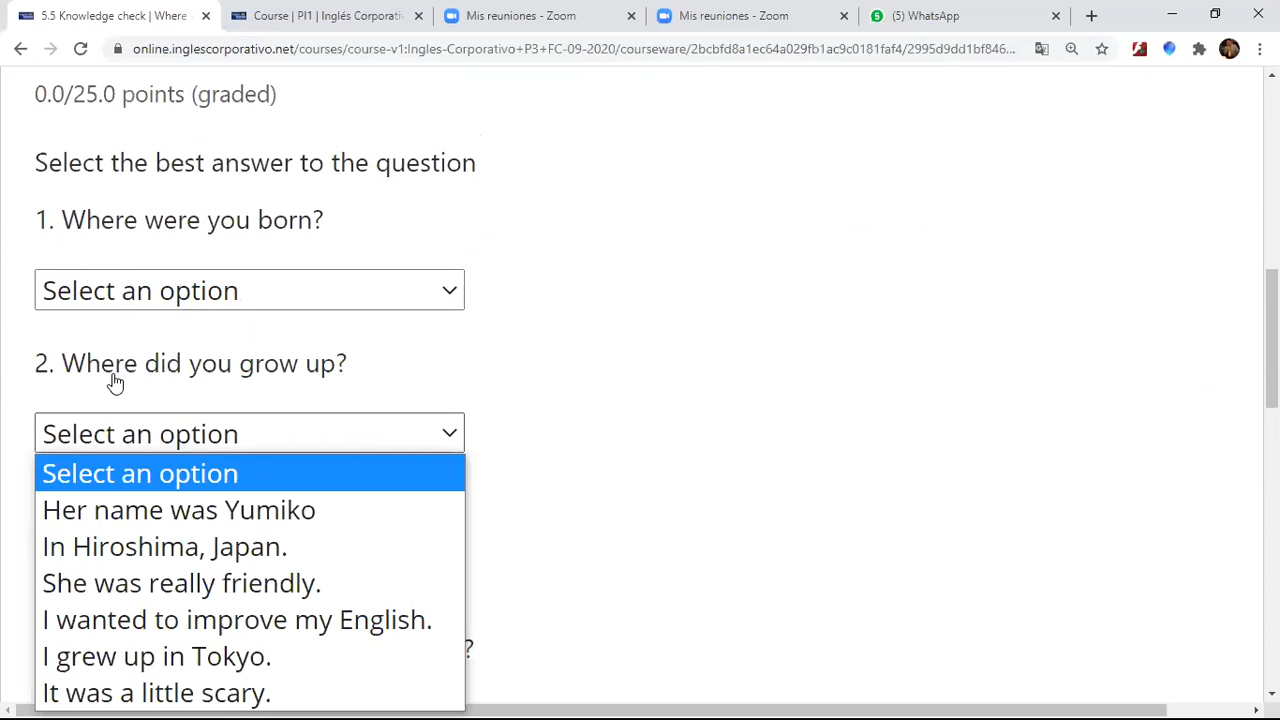 5.5 Knowledge check | Where
Course | PI1 | Inglés Corporativ
Mis reuniones - Zoom
Mis reuniones - Zoom
(5) WhatsApp
online.inglescorporativo.net/courses/course-v1:Ingles-Corporativo+P3+FC-09-2020/courseware/2bcbfd8a1ec64a029fb1ac9c0181faf4/2995d9dd1bf846...
0.0/25.0 points (graded)
Select the best answer to the question
1. Where were you born?
Select an option
2. Where did you grow up?
Select an option
Select an option
Her name was Yumiko
In Hiroshima, Japan.
She was really friendly.
I wanted to improve my English.
?
I grew up in Tokyo.
It was a little scary.